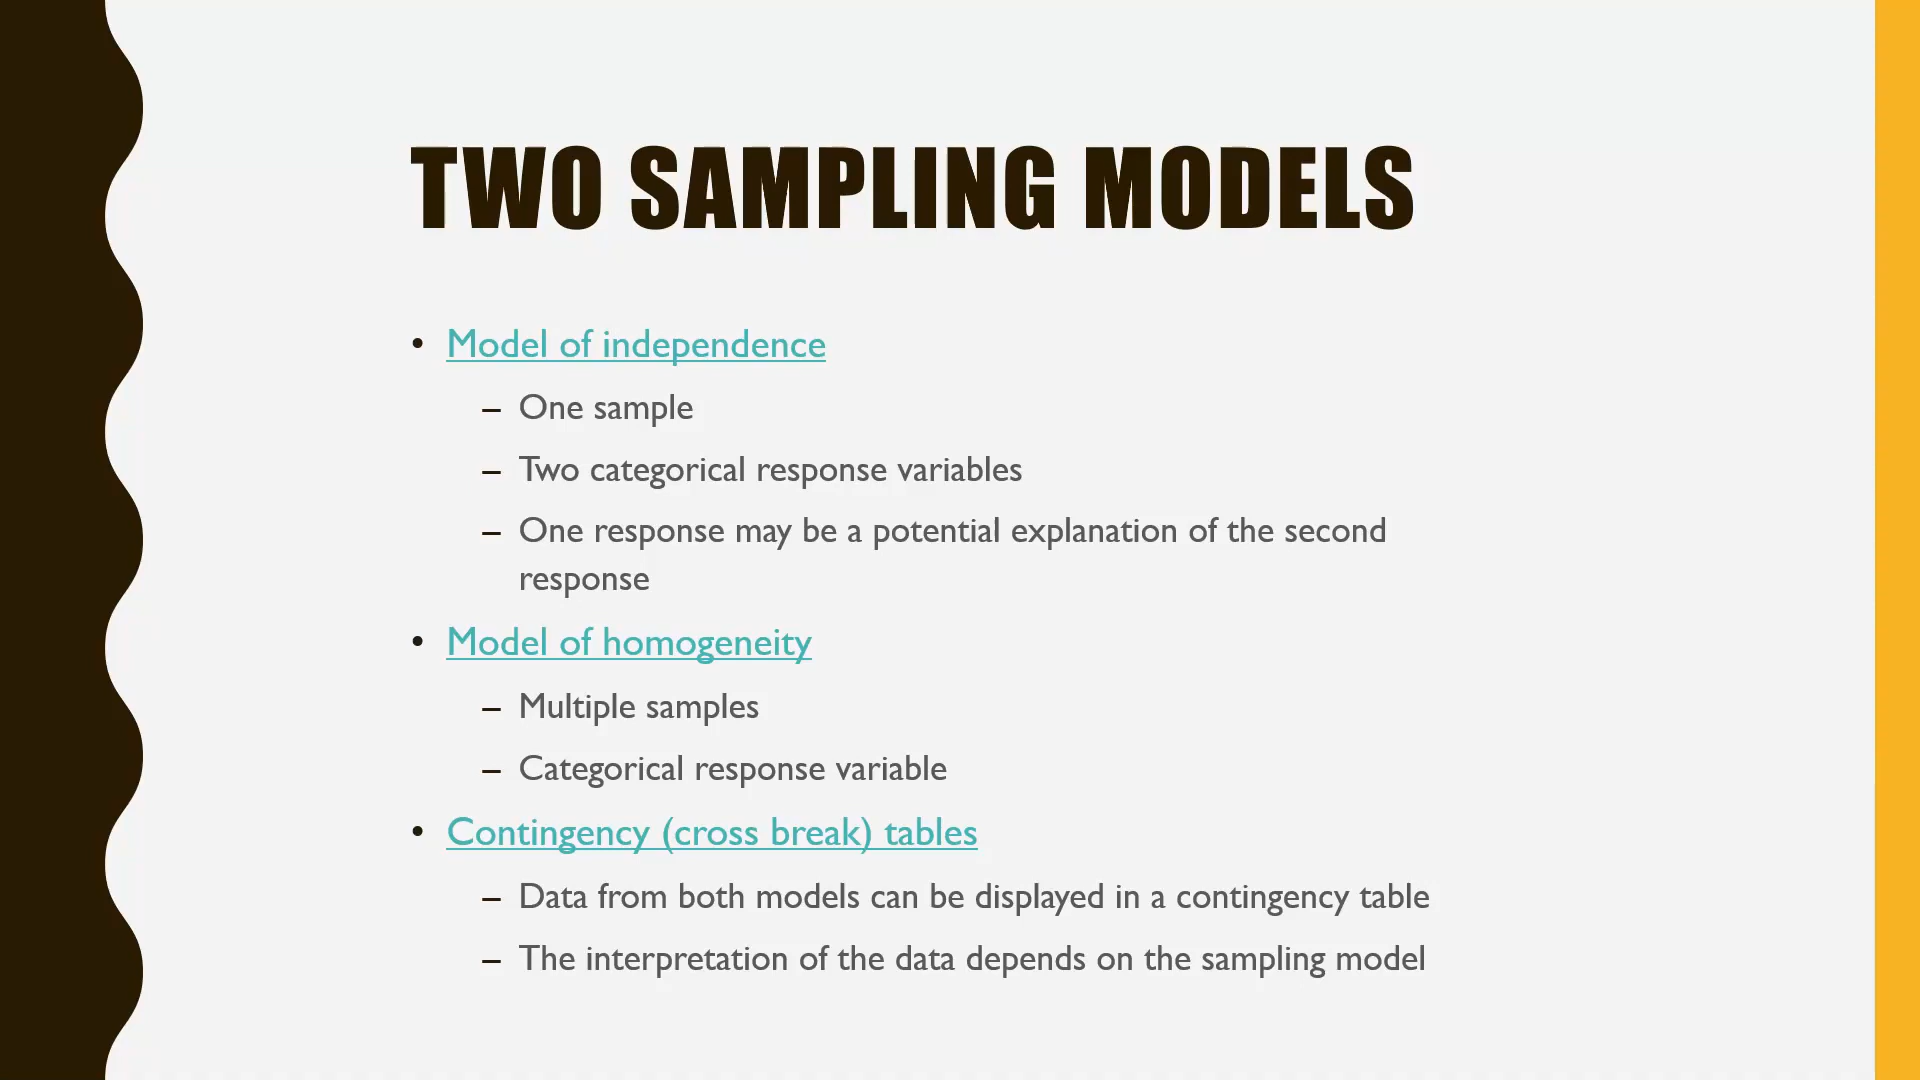 TWO SAMPLING MODELS
• Model of independence
– One sample
– Two categorical response variables
– One response may be a potential explanation of the second
response
• Model of homogeneity
– Multiple samples
– Categorical response variable
• Contingency (cross break) tables
– Data from both models can be displayed in a contingency table
– The interpretation of the data depends on the sampling model